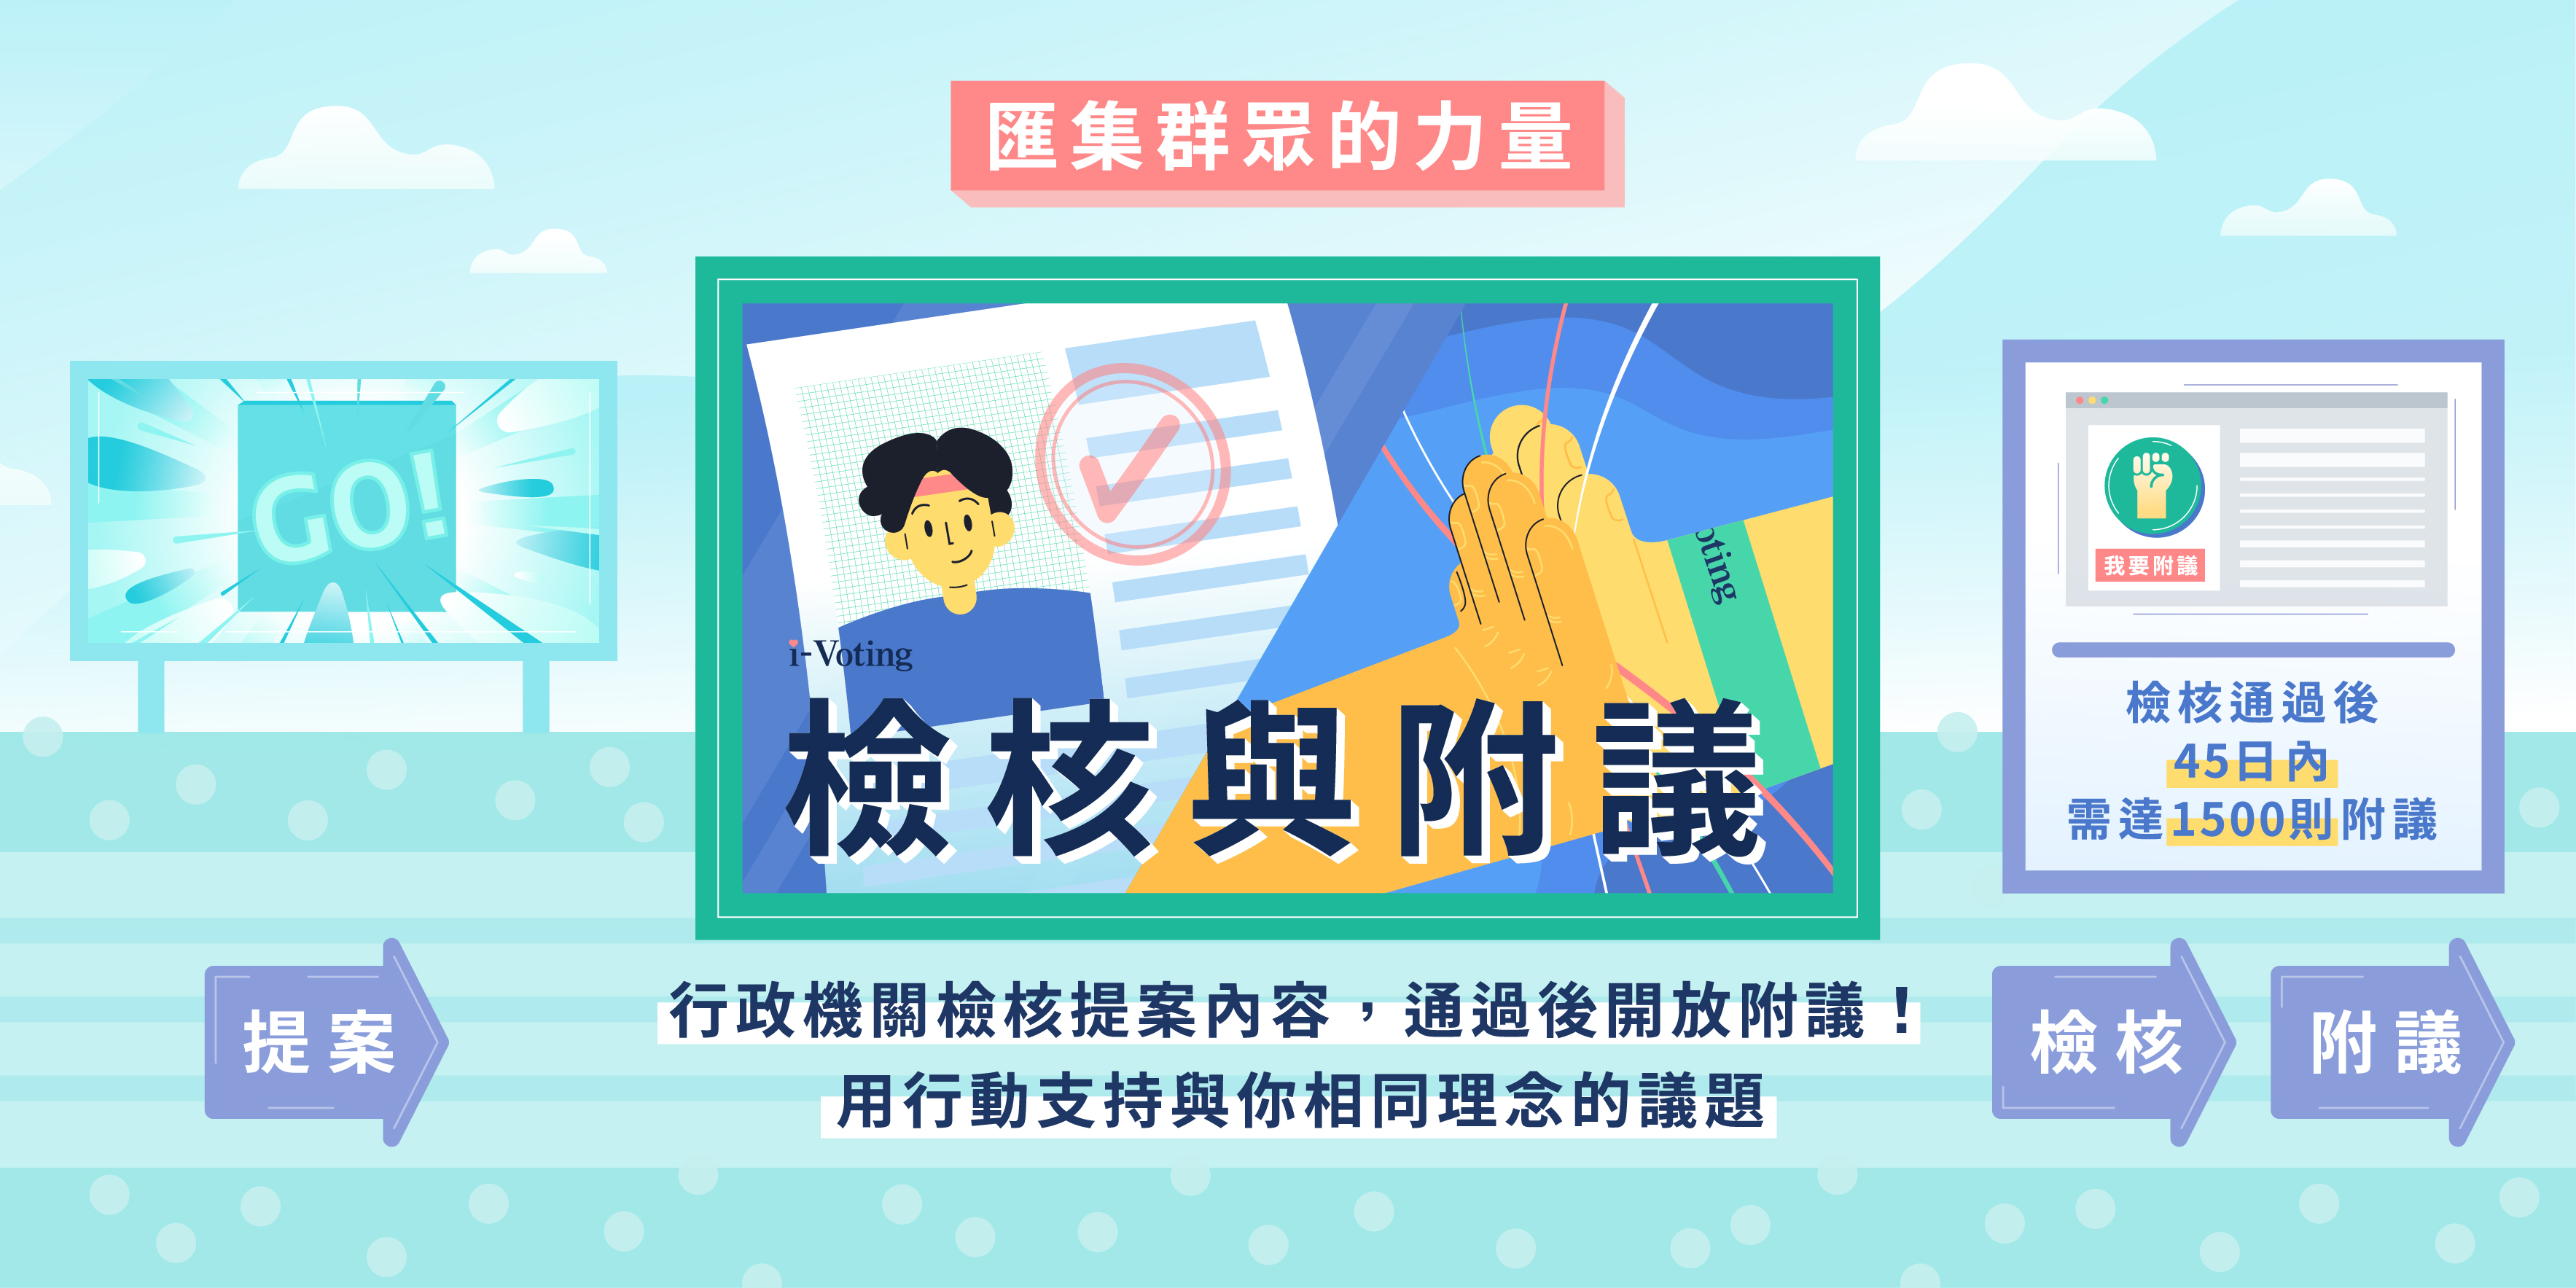 匯集群眾的力量
GO!
i-Voting
oting
檢核與附議
我要附議
檢核通過後
45日內
需達1500則附議
提案
行政機關檢核提案內容，通過後開放附議！
用行動支持與你相同理念的議題
檢核
附議